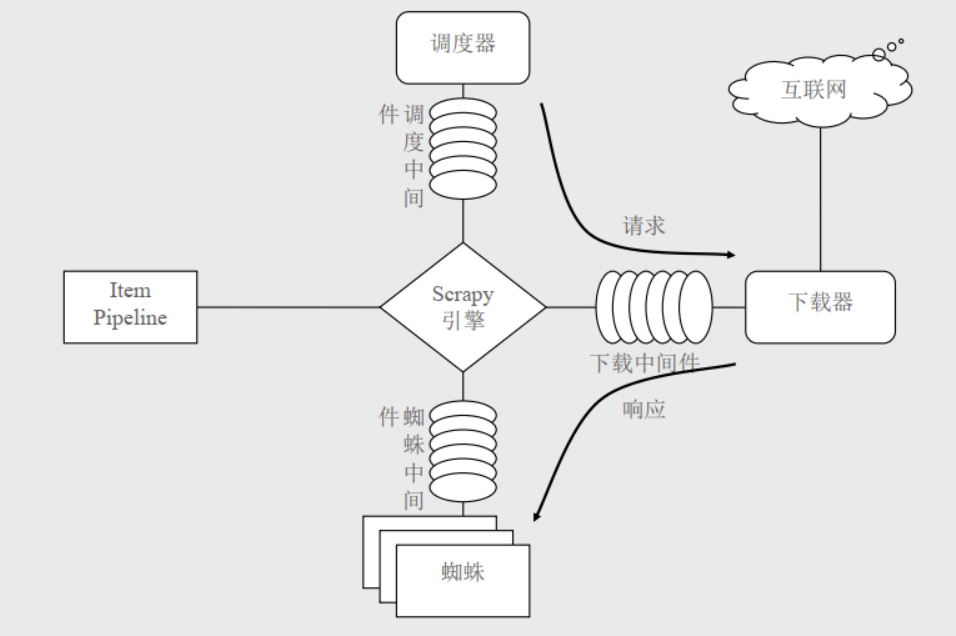 调度器
互联网
调度中间件
请求
Item
Pipeline
Scrapy
引擎
下载器
下载中间件
响应
蜘蛛中间件
蜘蛛